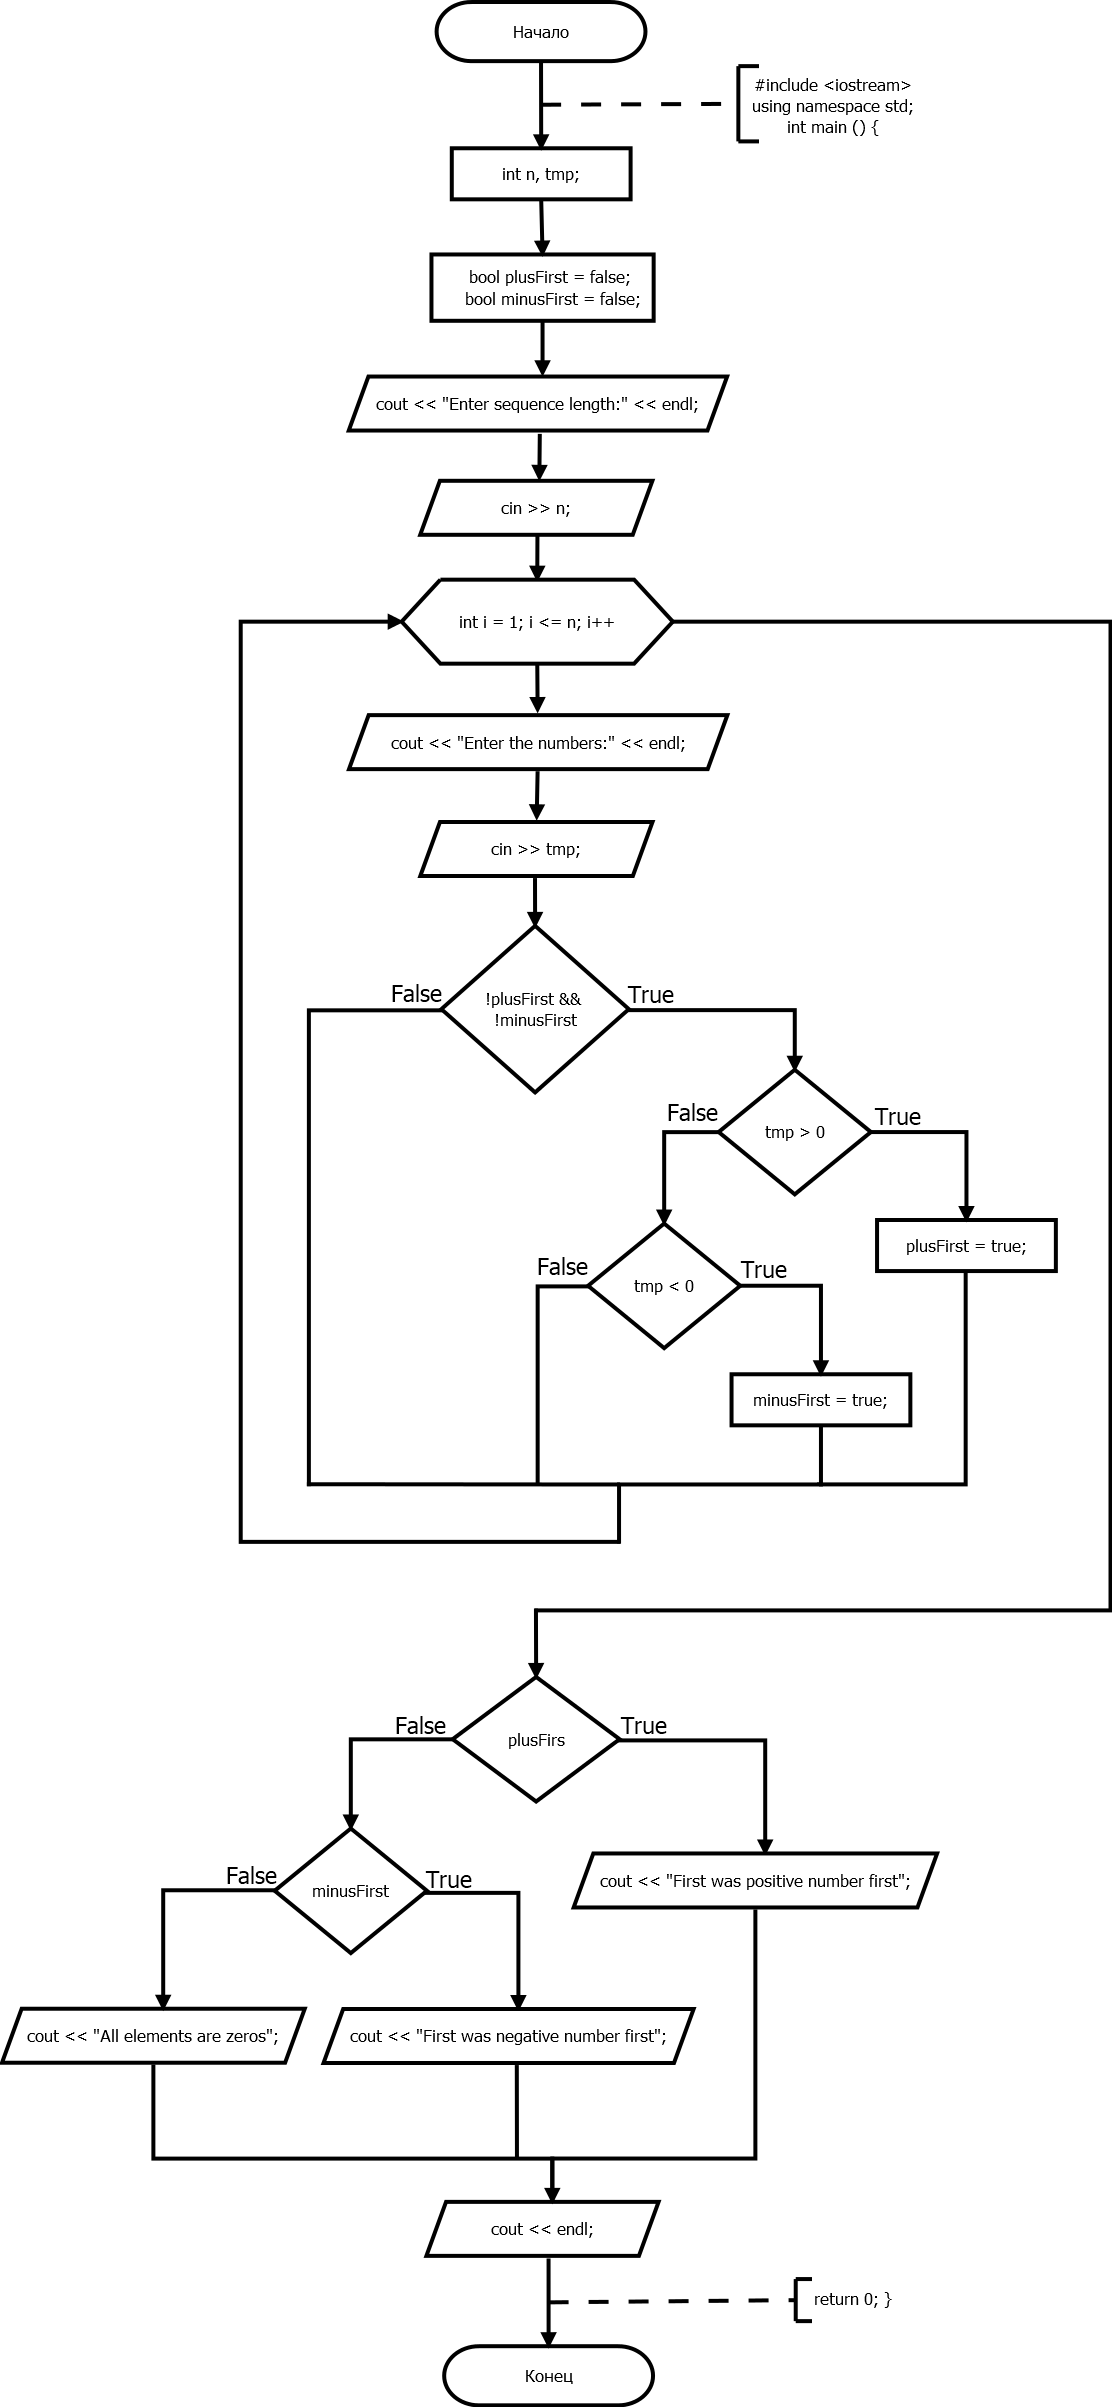 Начало
#include <iostream>
using namespace std;
int main () {
int n, tmp;
bool plusFirst = false;
bool minusFirst = false;
cout << "Enter sequence length:" << endl;
cin >> n;
int i = 1; i <= n; i++
cout << "Enter the numbers:" << endl;
cin >> tmp;
False
!plusFirst &&
!minusFirst
True
False
tmp > 0
True
plusFirst = true;
False
tmp < 0
True
minusFirst = true;
False
plusFirs
True
False
minusFirst
True
cout << "First was positive number first";
cout << "All elements are zeros";
cout << "First was negative number first";
cout << endl;
return 0; }
Конец